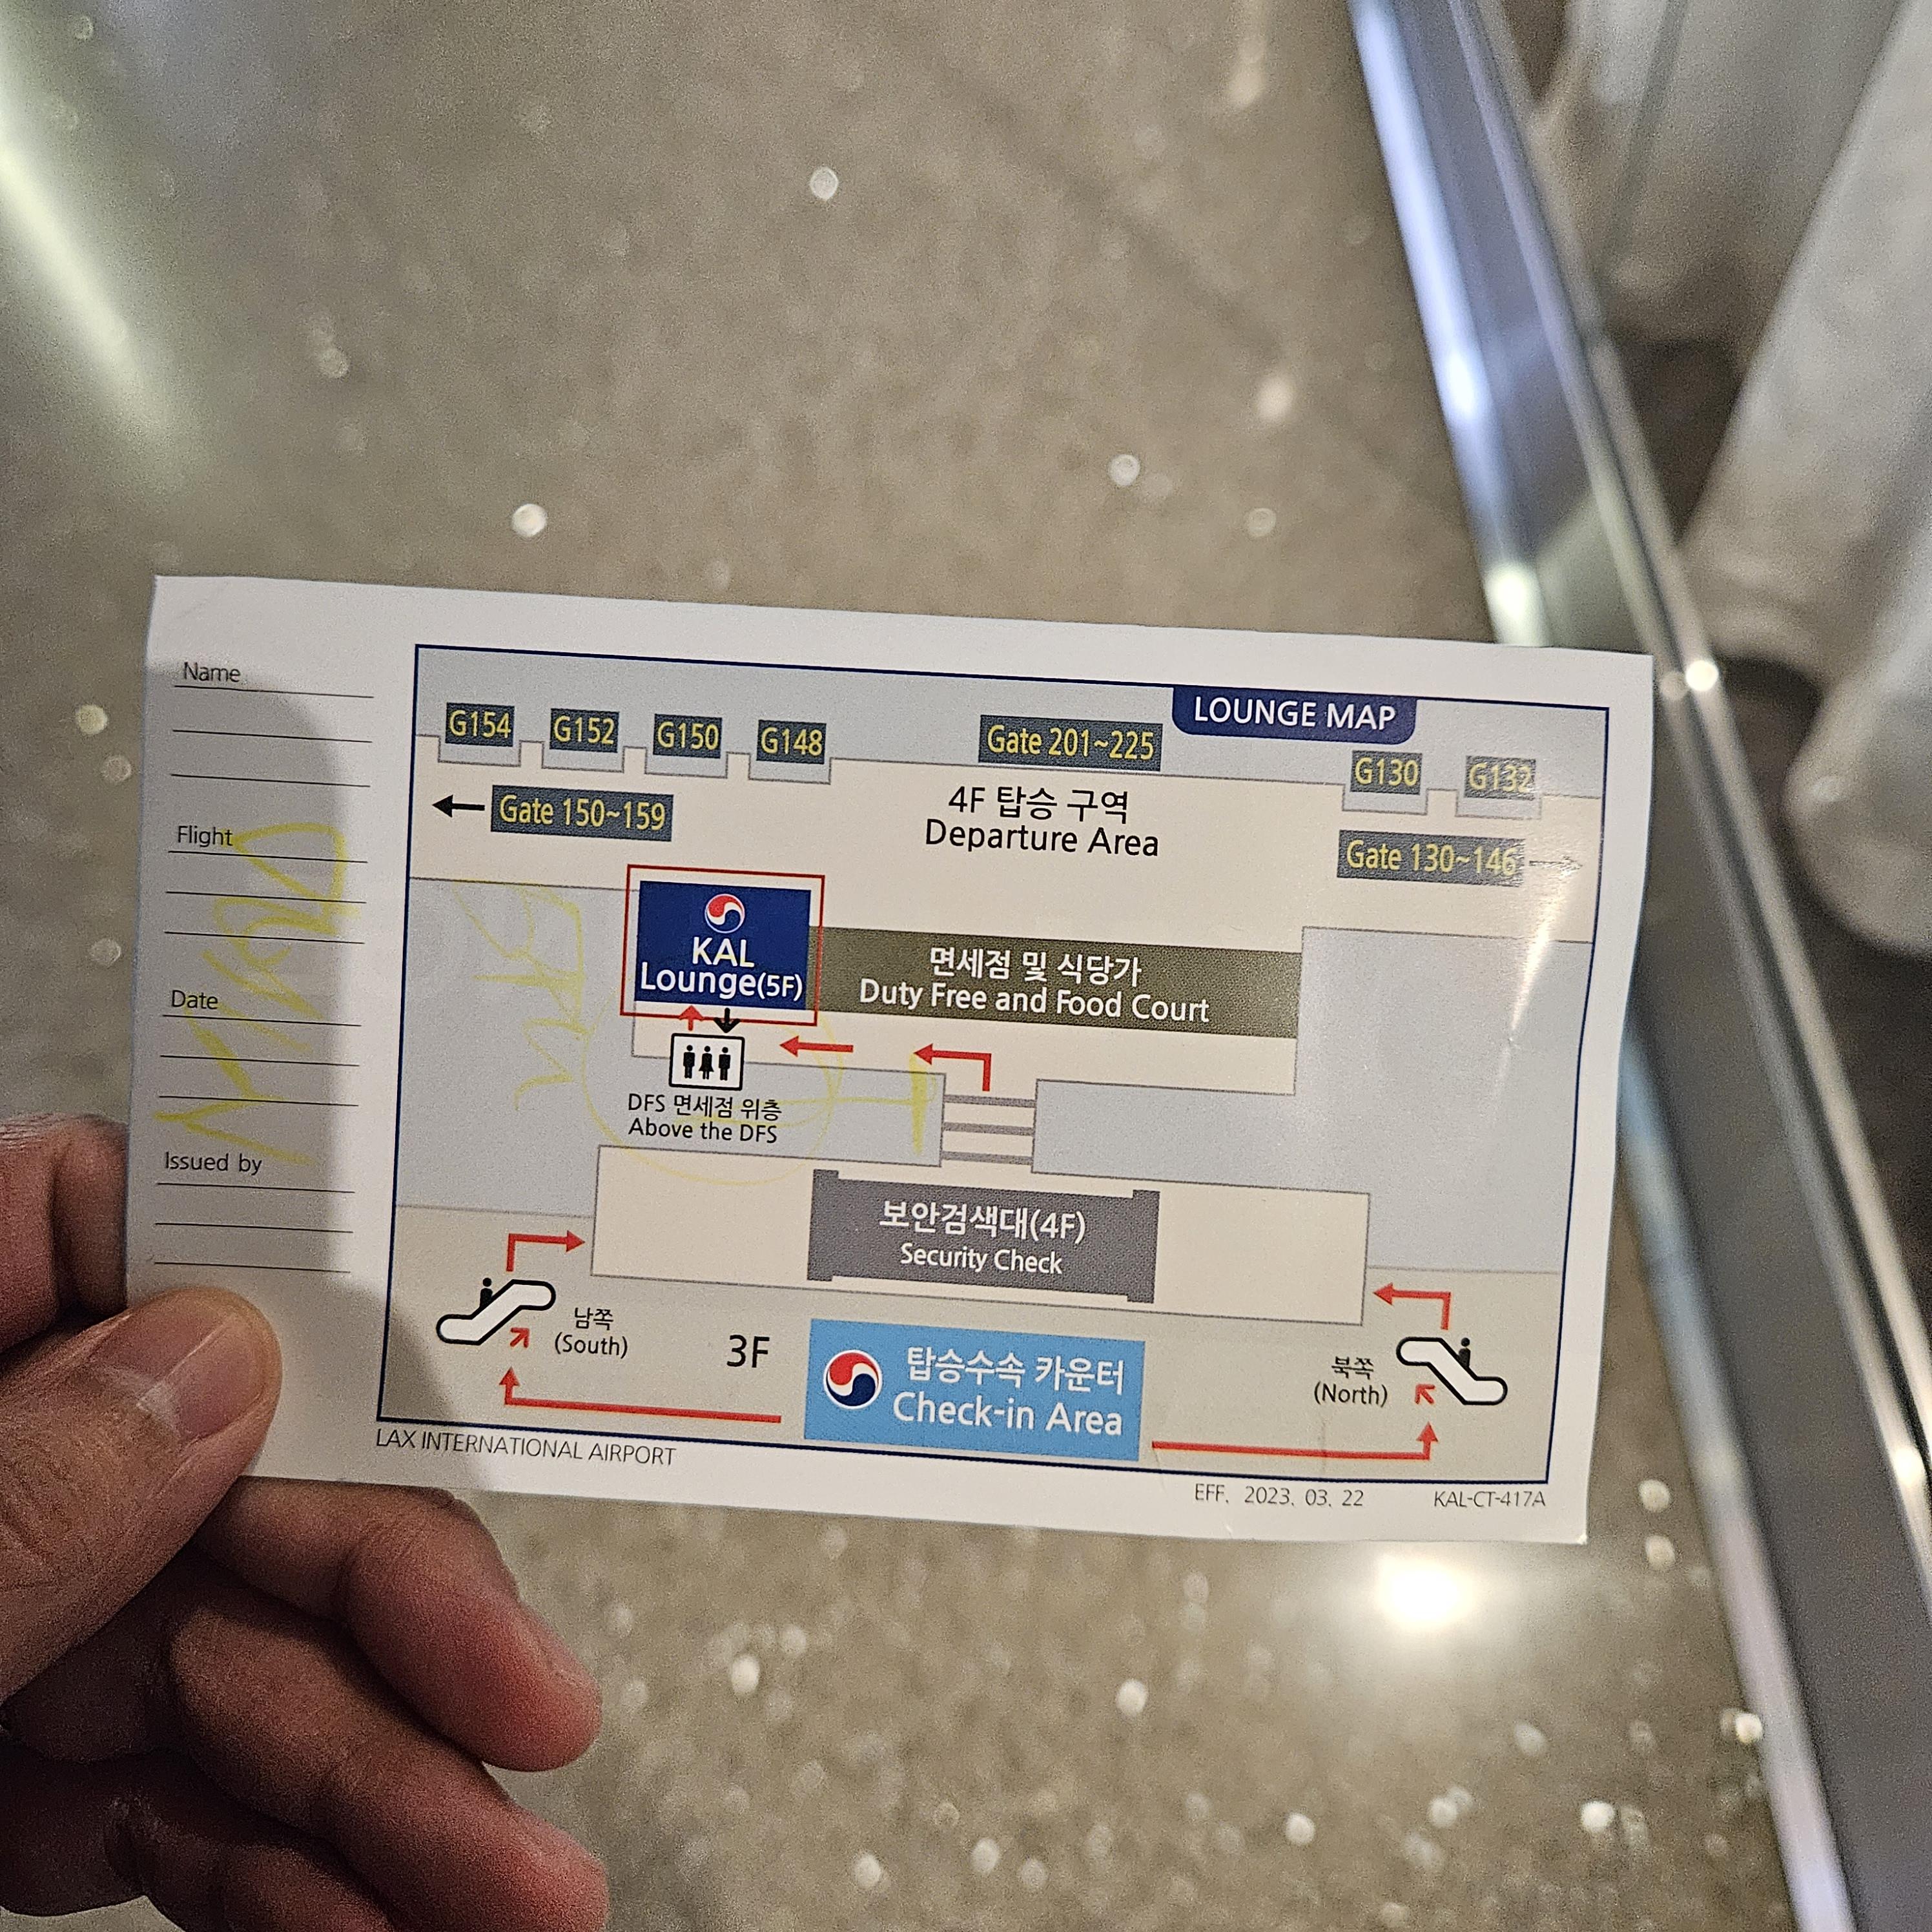 Name
Flight
Date
Issued by
LOUNGE MAP
G154
G152
G150
G148
Gate 201~225
G130
G132
Gate 150~159
4F 탑승 구역
Departure Area
Gate 130~146
KAL
Lounge(5F)
면세점 및 식당가
Duty Free and Food Court
DFS 면세점 위층
Above the DFS
보안검색대(4F)
Security Check
남쪽
(South)
3F
탑승수속 카운터
Check-in Area
북쪽
(North)
LAX INTERNATIONAL AIRPORT
EFF. 2023. 03. 22
KAL-CT-417A